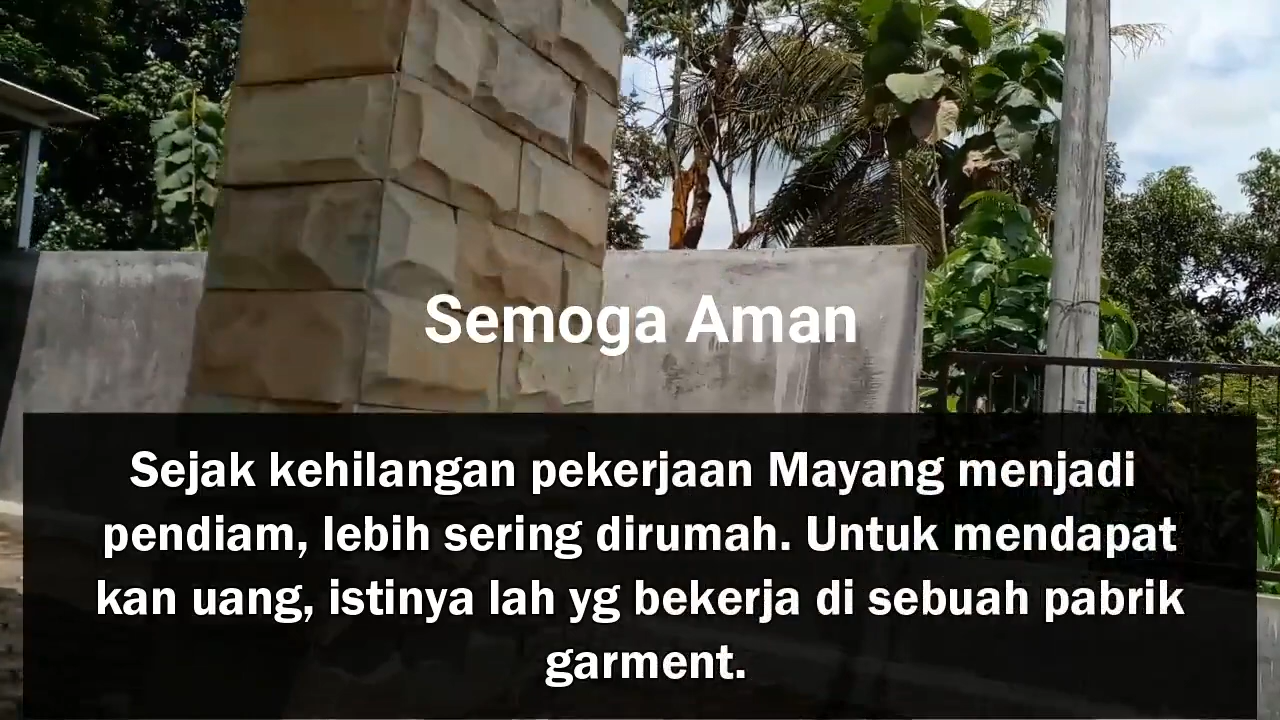 Semoga Aman
Sejak kehilangan pekerjaan Mayang menjadi
pendiam, lebih sering dirumah. Untuk mendapat
kan uang, istinya lah yg bekerja di sebuah pabrik
garment.